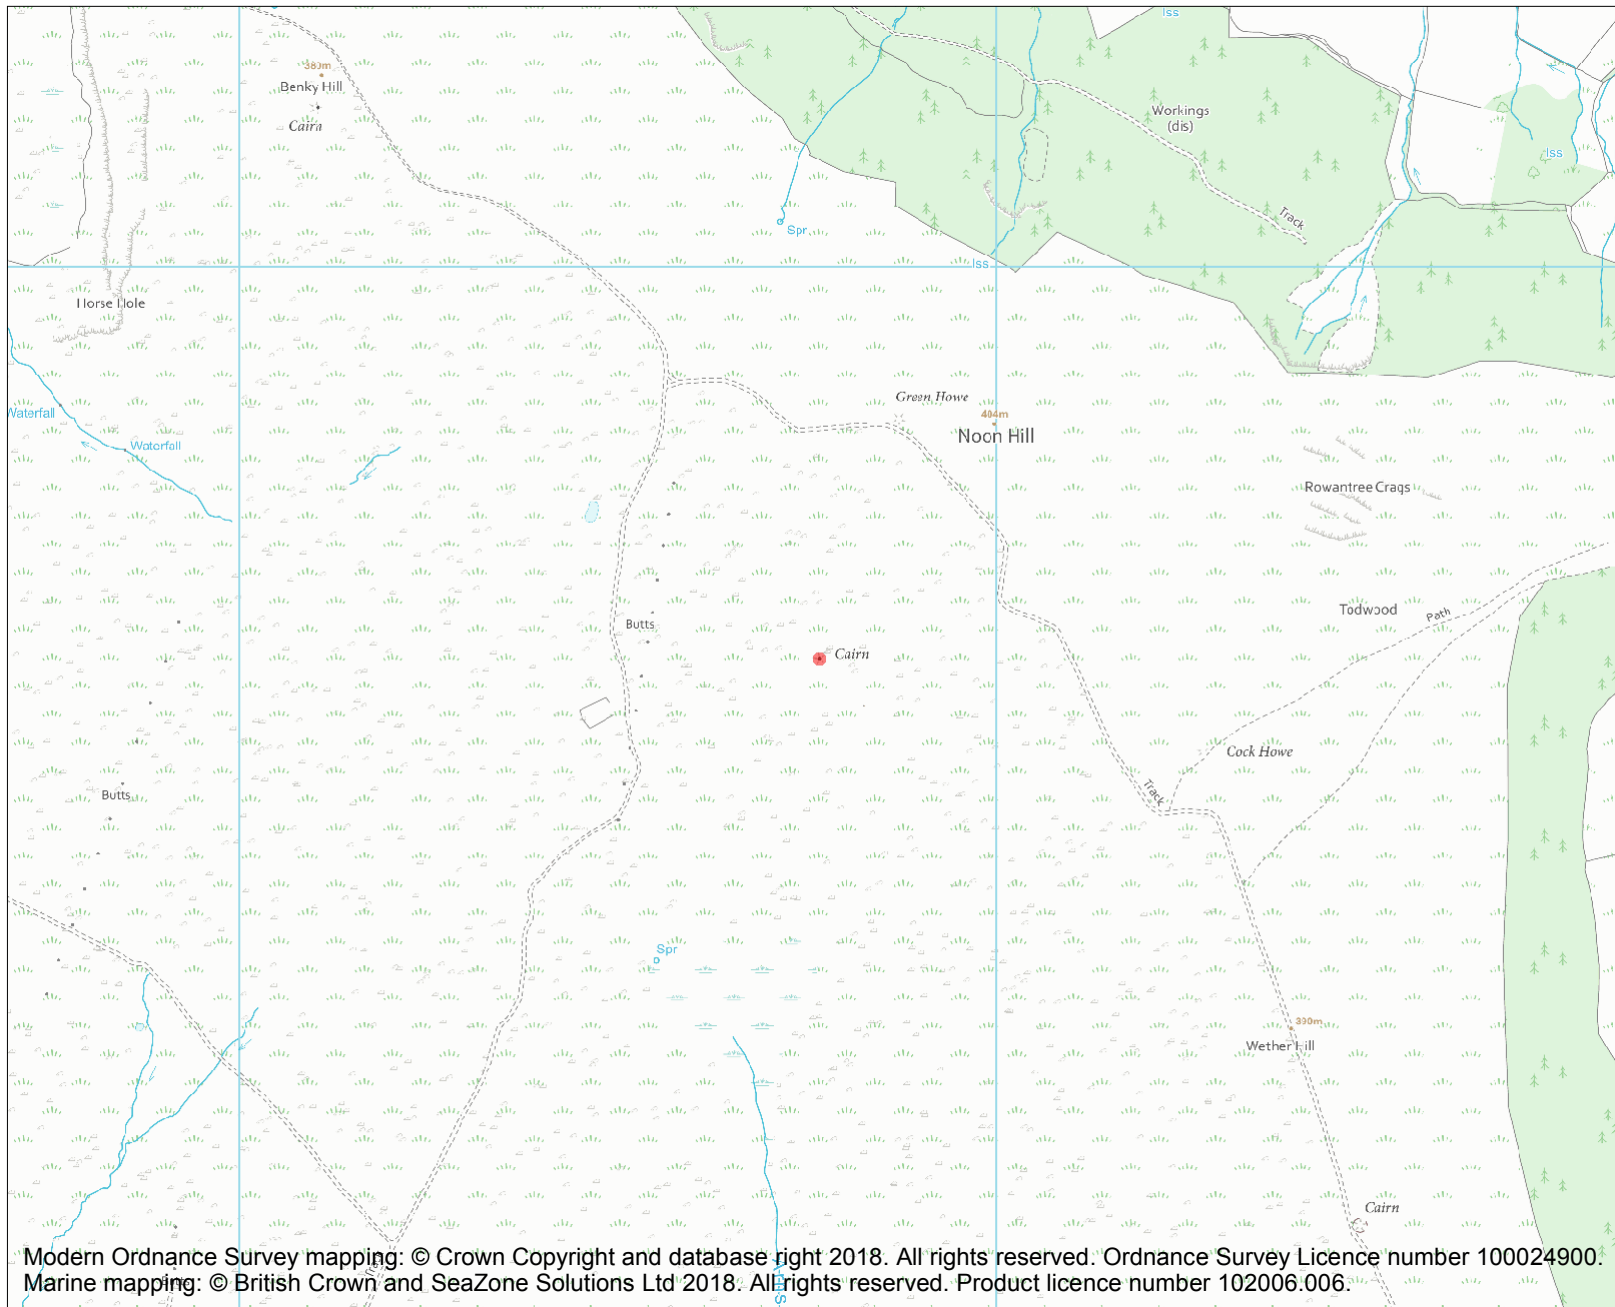 Iss
380m
Benky Hill
Cairn
Workings
(dis)
Iss
Track
Spr
Iss
Horse Hole
Green Howe
404m
Noon Hill
Waterfall
Waterfall
Rowantree Crags
Todwood
Path
Butts
Cairn
Cock Howe
Track
Butts
Spr
390m
Wether Hill
Cairn
Modern Ordnance Survey mapping: © Crown Copyright and database right 2018. All rights reserved. Ordnance Survey Licence number 100024900.
Marine mapping: © British Crown and SeaZone Solutions Ltd 2018. All rights reserved. Product licence number 102006.006.